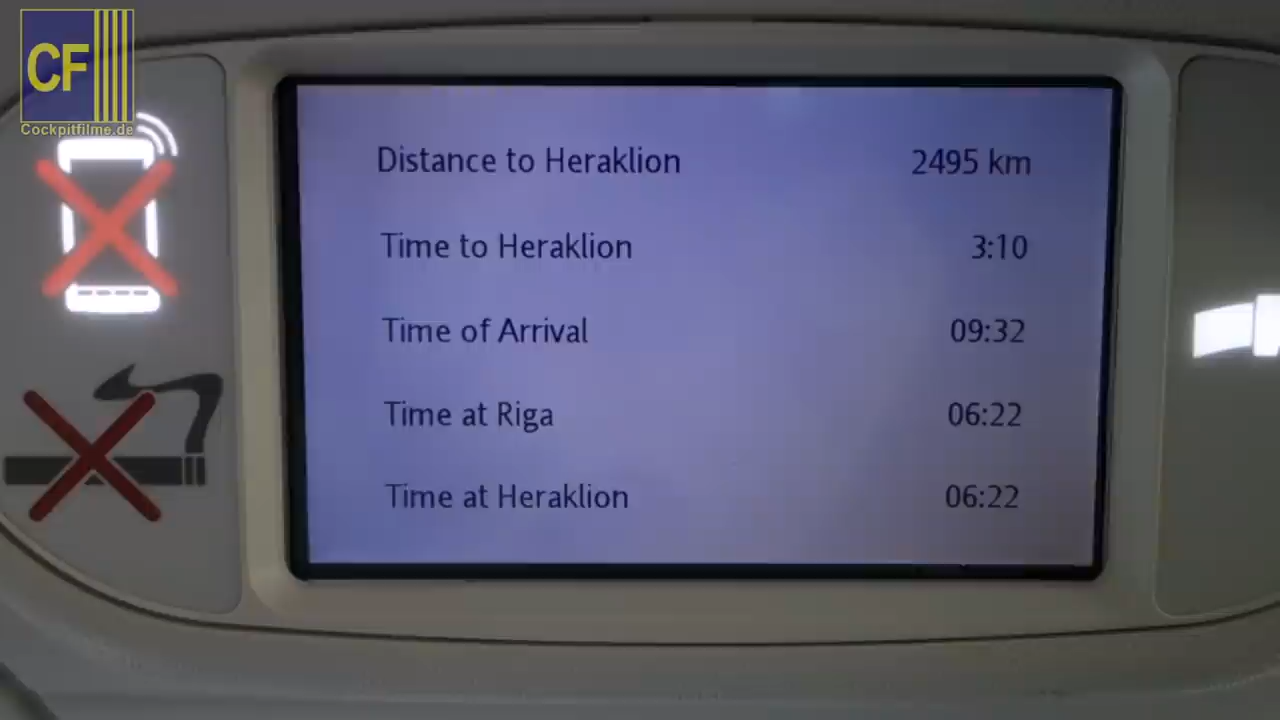 CF
Cockpitfilme.de
Distance to Heraklion 2495 km
Time to Heraklion 3:10
Time of Arrival 09:32
Time at Riga 06:22
Time at Heraklion 06:22